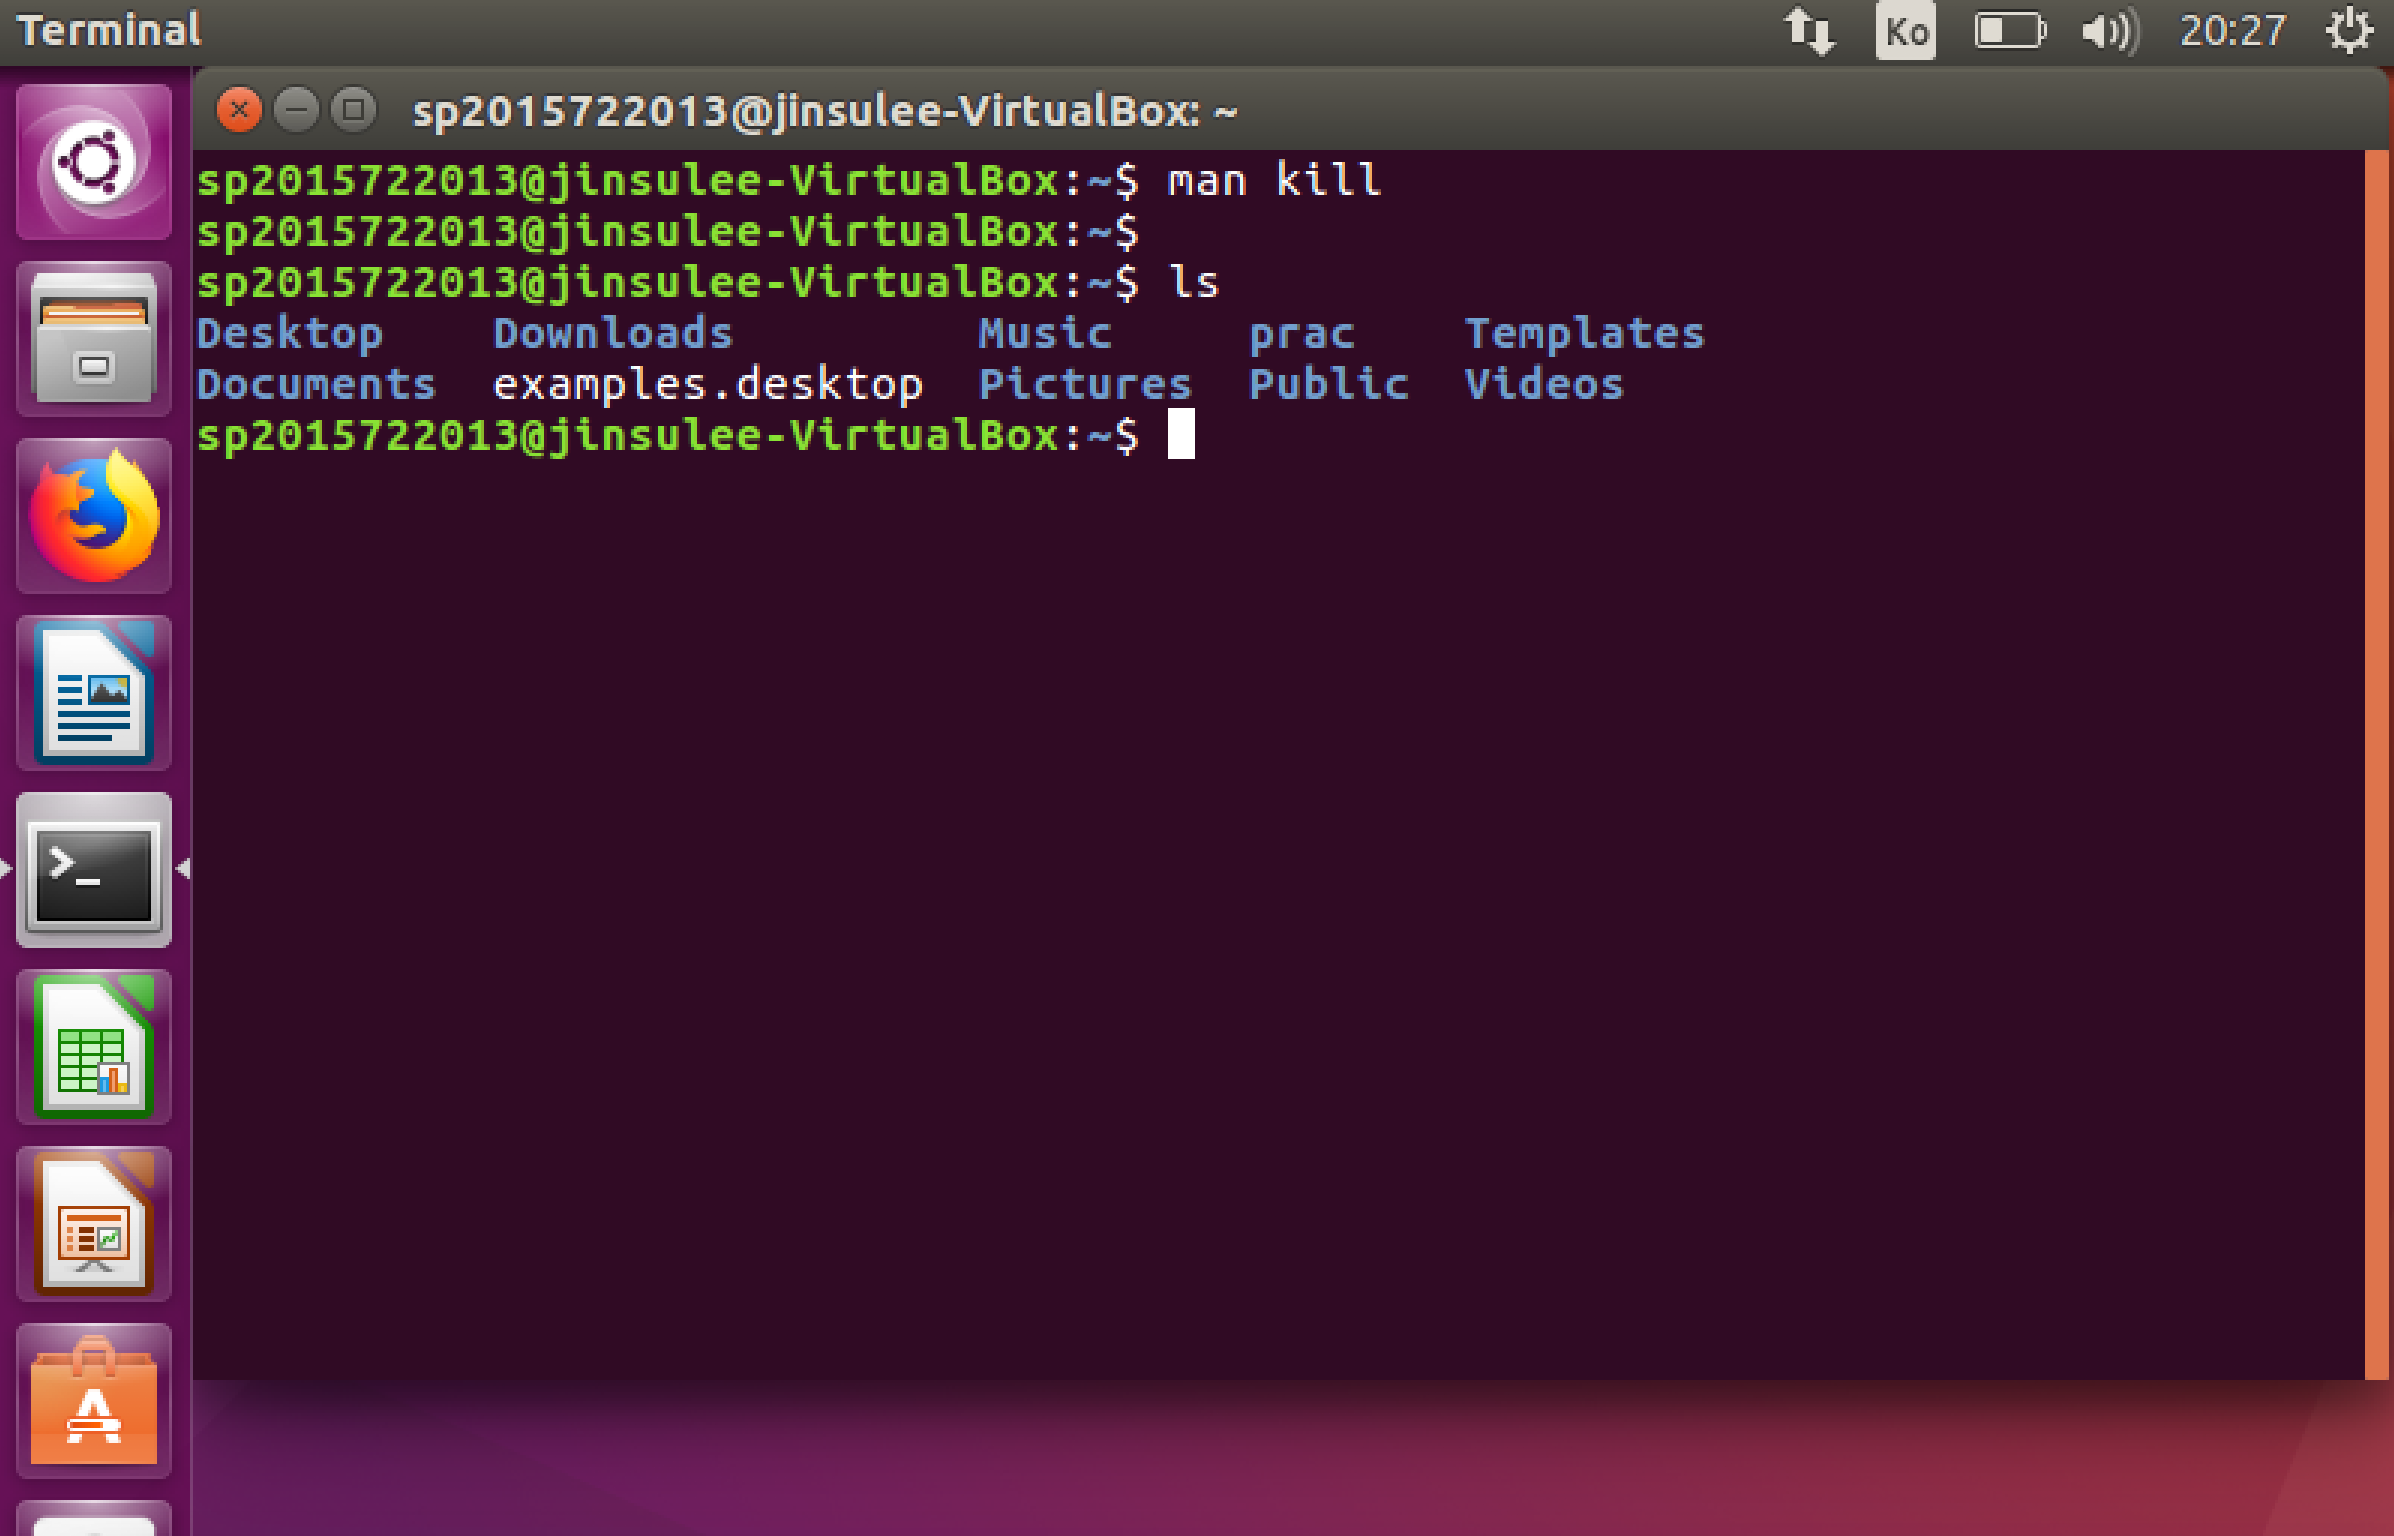 Terminal
Ko 20:27
sp2015722013@jinsulee-VirtualBox: ~
sp2015722013@jinsulee-VirtualBox:~$ man kill
sp2015722013@jinsulee-VirtualBox:~$
sp2015722013@jinsulee-VirtualBox:~$ ls
Desktop Downloads Music prac Templates
Documents examples.desktop Pictures Public Videos
sp2015722013@jinsulee-VirtualBox:~$